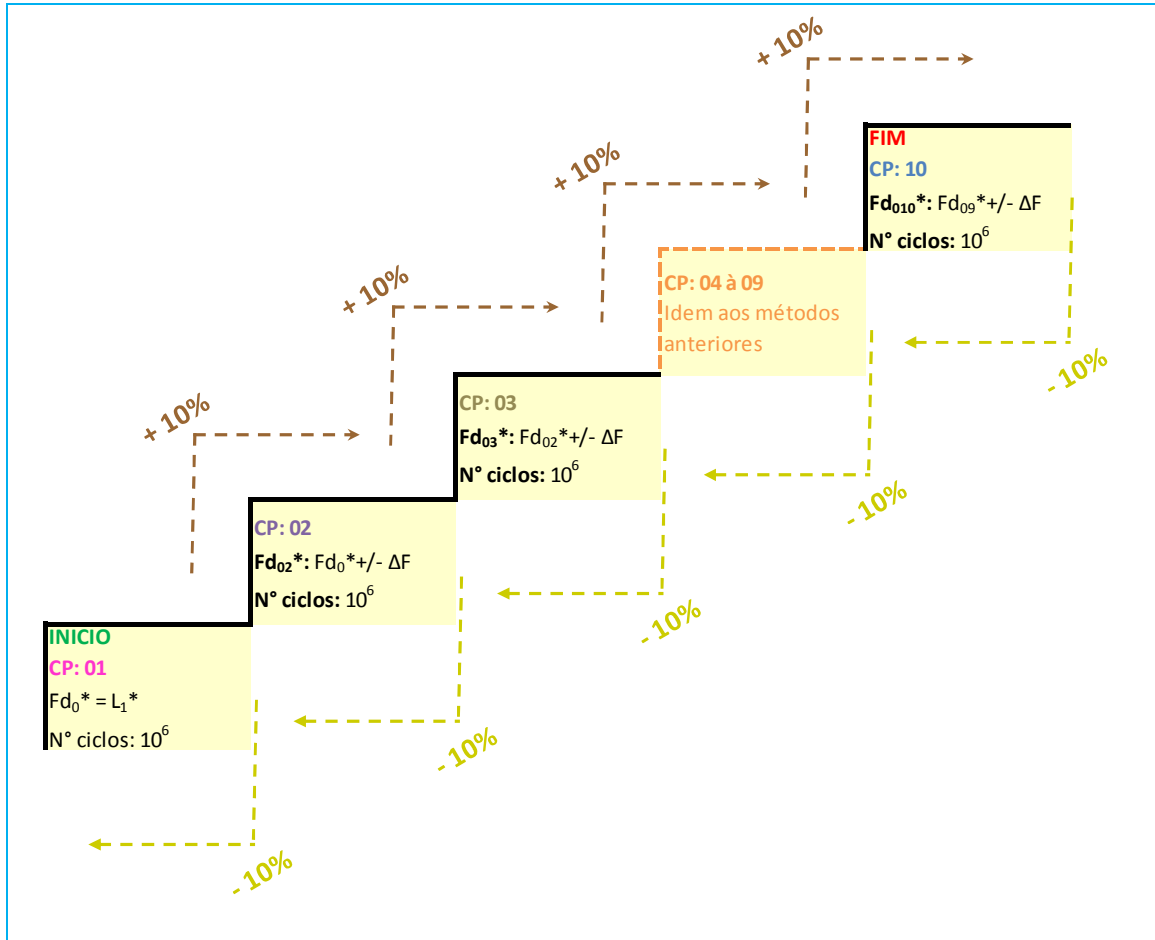 + 10%
FIM
CP: 10
Fd₀₁₀*: Fd₀₉*+/- ΔF
N° ciclos: 10⁶
+ 10%
CP: 04 à 09
Idem aos métodos
anteriores
- 10%
+ 10%
CP: 03
Fd₀₃*: Fd₀₂*+/- ΔF
N° ciclos: 10⁶
- 10%
+ 10%
CP: 02
Fd₀₂*: Fd₀*+/- ΔF
N° ciclos: 10⁶
- 10%
INICIO
CP: 01
Fd₀* = L₁*
N° ciclos: 10⁶
- 10%
- 10%